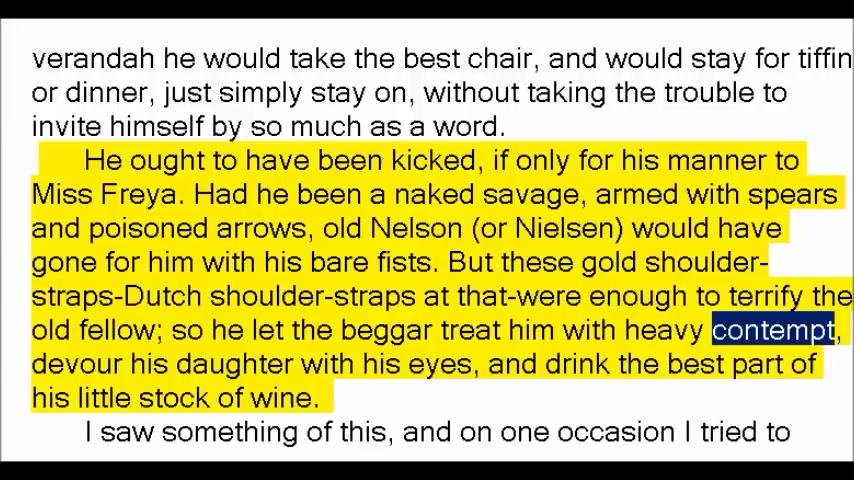 verandah he would take the best chair, and would stay for tiffin
or dinner, just simply stay on, without taking the trouble to
invite himself by so much as a word.
He ought to have been kicked, if only for his manner to
Miss Freya. Had he been a naked savage, armed with spears
and poisoned arrows, old Nelson (or Nielsen) would have
gone for him with his bare fists. But these gold shoulder-
straps-Dutch shoulder-straps at that-were enough to terrify the
old fellow; so he let the beggar treat him with heavy contempt,
devour his daughter with his eyes, and drink the best part of
his little stock of wine.
I saw something of this, and on one occasion I tried to